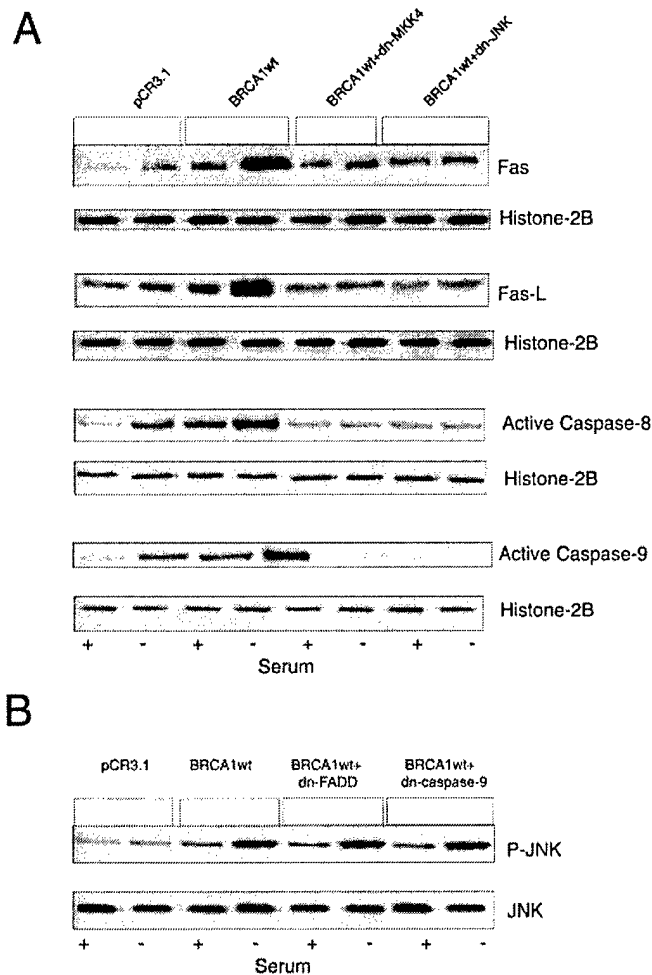 A
pCR3.1
BRCA1wt
BRCA1wt+dn-MKK4
BRCA1wt+dn-JNK
Fas
Histone-2B
Fas-L
Histone-2B
Active Caspase-8
Histone-2B
Active Caspase-9
Histone-2B
+ - + - + - + -
Serum
B
pCR3.1
BRCA1wt
BRCA1wt+
dn-FADD
BRCA1wt+
dn-caspase-9
P-JNK
JNK
+ - + - + - + -
Serum